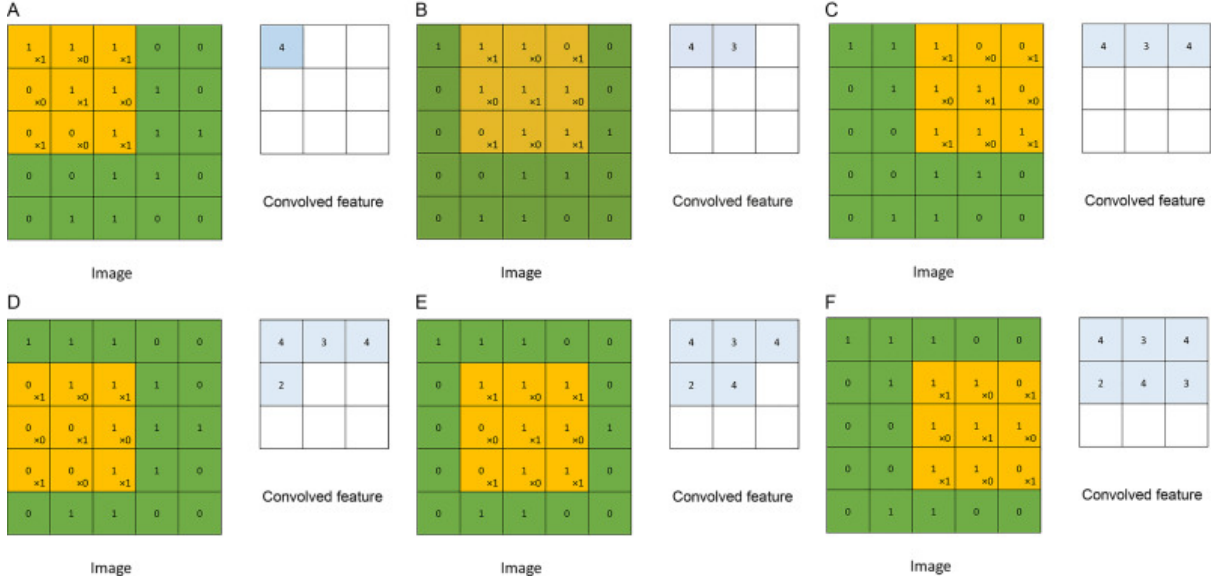 A
1×1 1×0 1×1 0 0
0×0 1×1 1×0 1 0
0×1 0×0 1×1 1 1
0 0 1 1 0
0 1 1 0 0
Image
4
Convolved feature
B
1 1×1 1×0 0×1 0
0 1×0 1×1 1×0 0
0 0×1 1×0 1×1 1
0 0 1 1 0
0 1 1 0 0
Image
4 3
Convolved feature
C
1 1 1×1 0×0 0×1
0 1 1×0 1×1 0×0
0 0 1×1 1×0 1×1
0 0 1 1 0
0 1 1 0 0
Image
4 3 4
Convolved feature
D
1 1 1 0 0
0×1 1×0 1×1 1 0
0×0 0×1 1×0 1 1
0×1 0×0 1×1 1 0
0 1 1 0 0
Image
4 3 4
2
Convolved feature
E
1 1 1 0 0
0 1×1 1×0 1×1 0
0 0×0 1×1 1×0 1
0 0×1 1×0 1×1 0
0 1 1 0 0
Image
4 3 4
2 4
Convolved feature
F
1 1 1 0 0
0 1 1×1 1×0 0×1
0 0 1×0 1×1 1×0
0 0 1×1 1×0 0×1
0 1 1 0 0
Image
4 3 4
2 4 3
Convolved feature